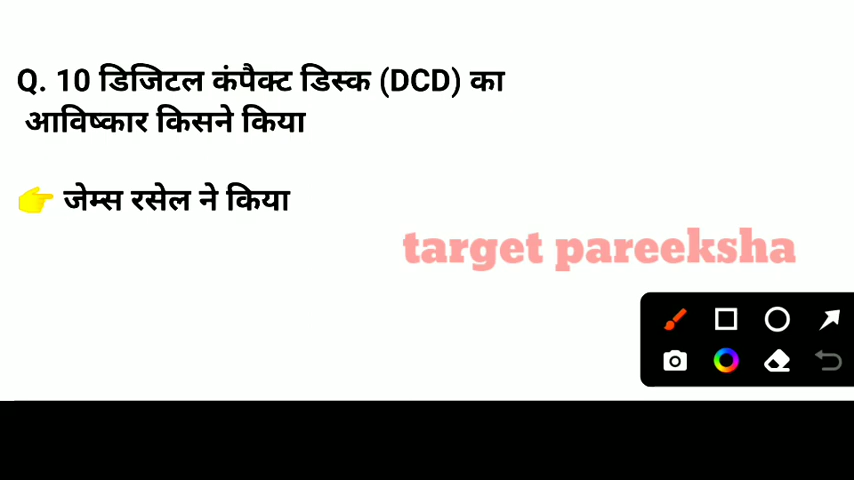 Q. 10 डिजिटल कंपैक्ट डिस्क (DCD) का
आविष्कार किसने किया
👉 जेम्स रसेल ने किया
target pareeksha